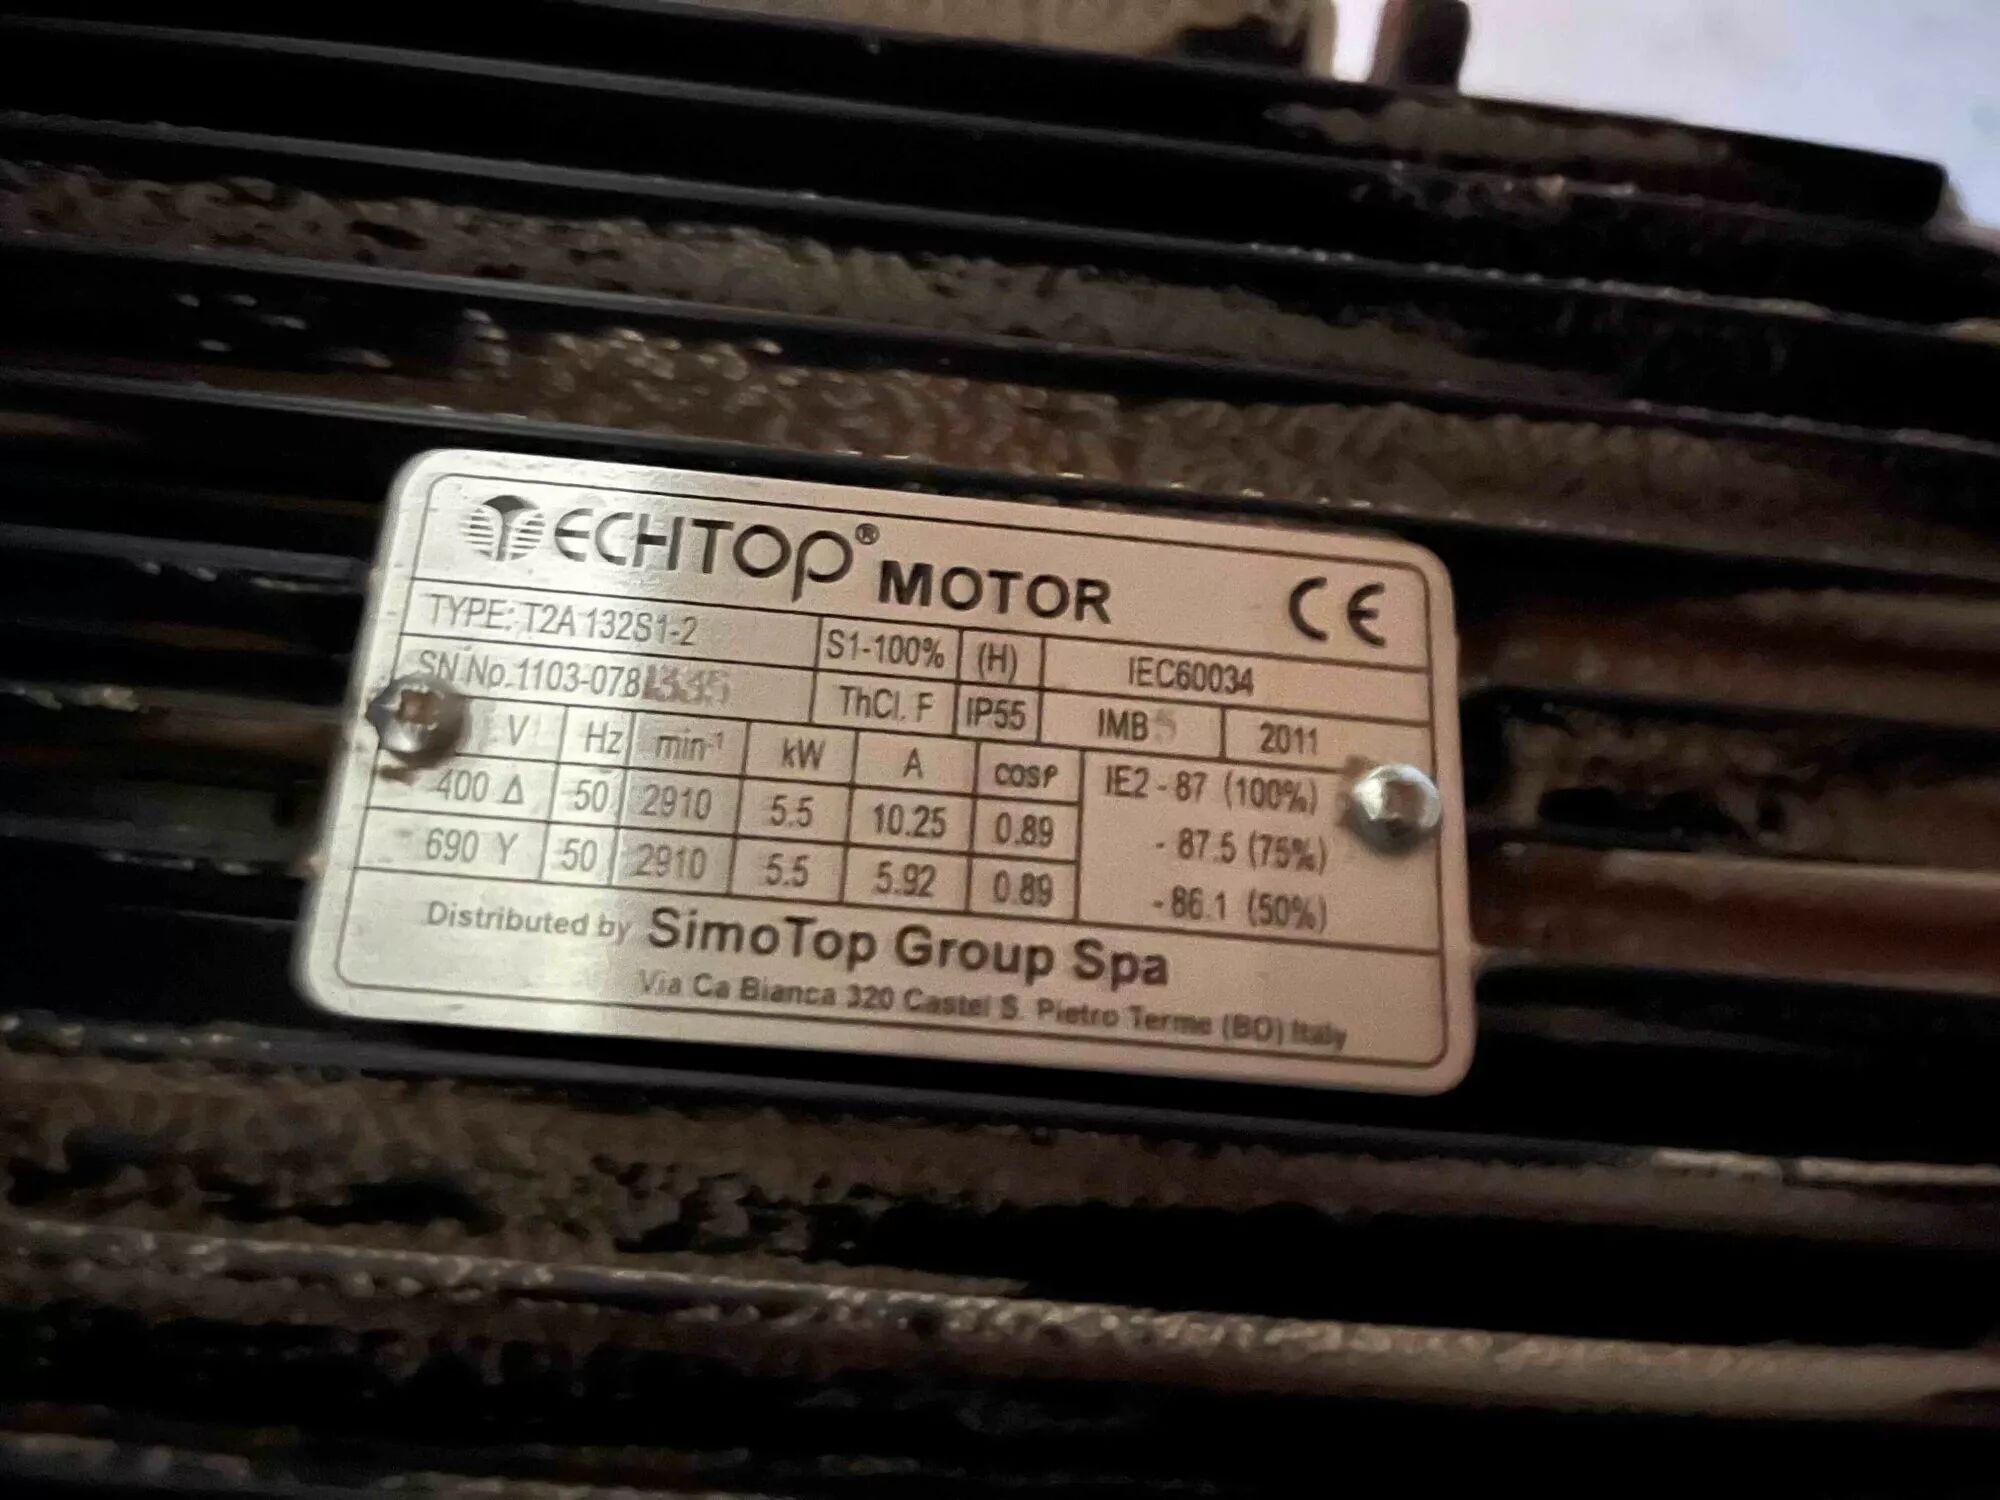 TECHTOP® MOTOR CE
TYPE: T2A 132S1-2 S1-100% (H) IEC60034
SN.No. 1103-0781335 ThCl. F IP55 IMB5 2011
V Hz min-1 kW A cosφ IE2 - 87 (100%)
400 Δ 50 2910 5.5 10.25 0.89 - 87.5 (75%)
690 Y 50 2910 5.5 5.92 0.89 - 86.1 (50%)
Distributed by SimoTop Group Spa
Via Ca Bianca 320 Castel S. Pietro Terme (BO) Italy